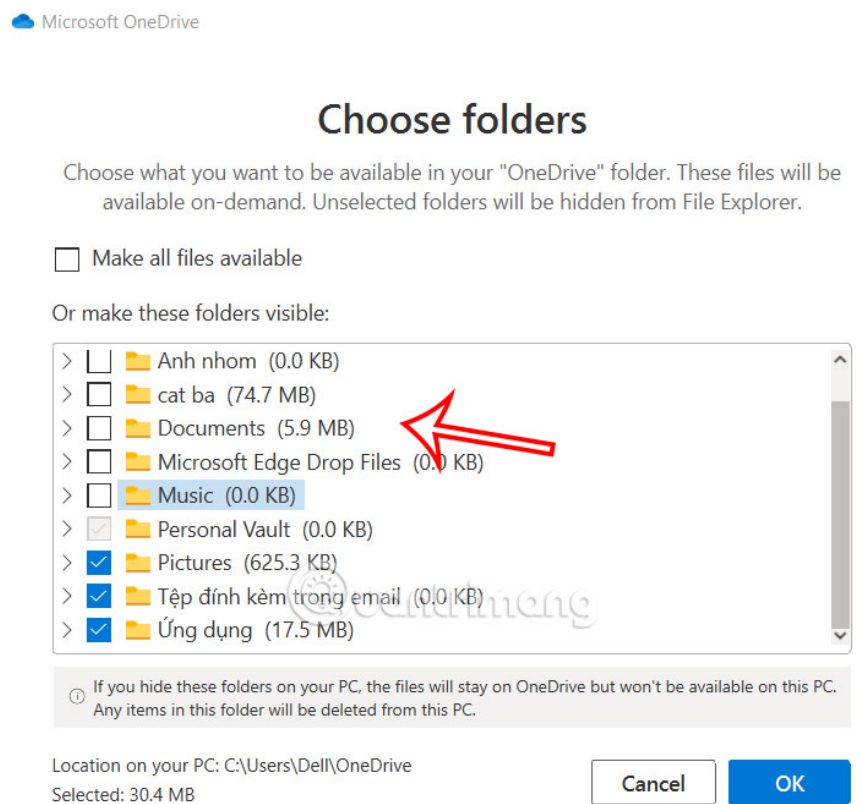 Microsoft OneDrive
Choose folders
Choose what you want to be available in your "OneDrive" folder. These files will be
available on-demand. Unselected folders will be hidden from File Explorer.
Make all files available
Or make these folders visible:
Anh nhom (0.0 KB)
cat ba (74.7 MB)
Documents (5.9 MB)
Microsoft Edge Drop Files (0.0 KB)
Music (0.0 KB)
Personal Vault (0.0 KB)
Pictures (625.3 KB)
Tệp đính kèm trong email (0.0 KB)
quantrimang
Ứng dụng (17.5 MB)
If you hide these folders on your PC, the files will stay on OneDrive but won't be available on this PC.
Any items in this folder will be deleted from this PC.
Location on your PC: C:\Users\Dell\OneDrive
Selected: 30.4 MB
Cancel
OK